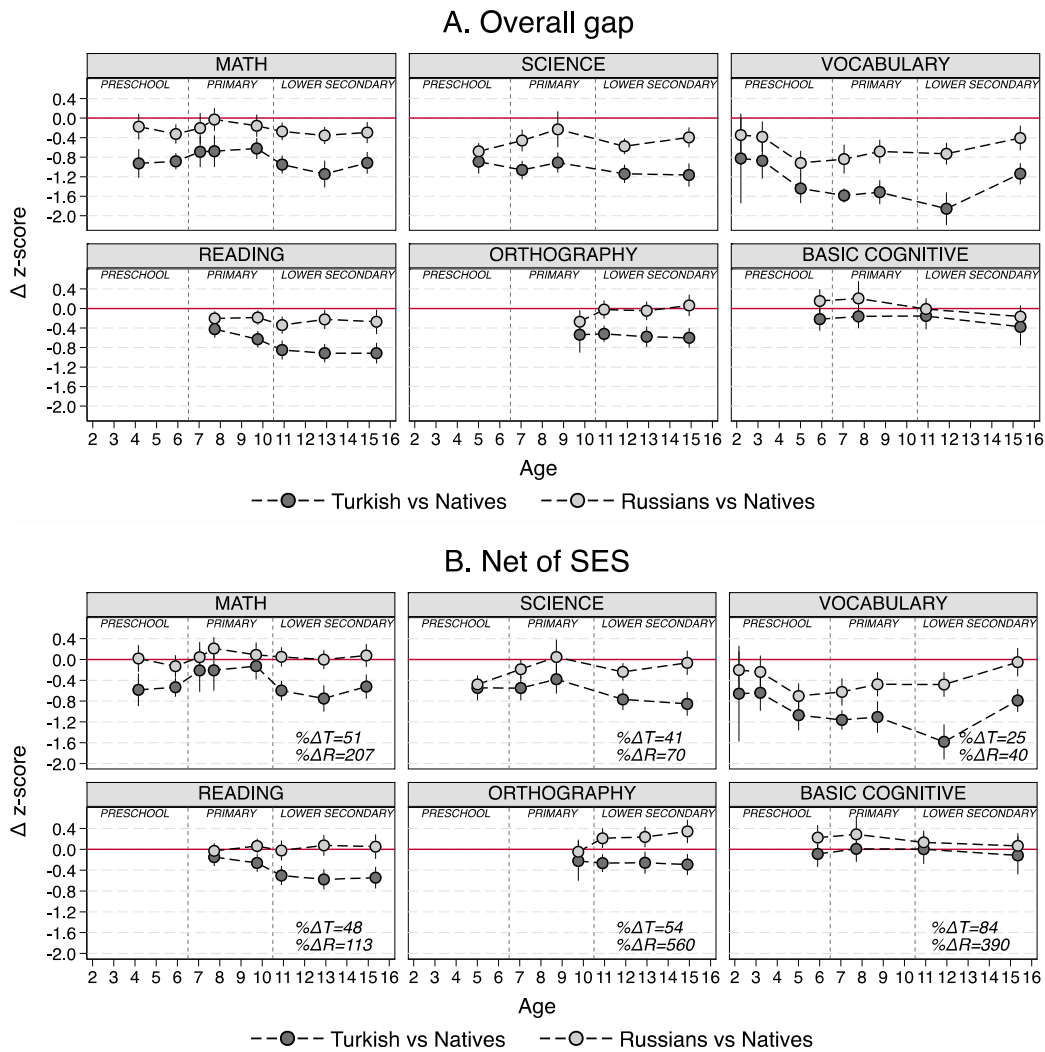 A. Overall gap
MATH SCIENCE VOCABULARY
PRESCHOOL PRIMARY LOWER SECONDARY PRESCHOOL PRIMARY LOWER SECONDARY PRESCHOOL PRIMARY LOWER SECONDARY
0.4
0.0
-0.4
-0.8
-1.2
-1.6
-2.0
Δ z-score
READING ORTHOGRAPHY BASIC COGNITIVE
PRESCHOOL PRIMARY LOWER SECONDARY PRESCHOOL PRIMARY LOWER SECONDARY PRESCHOOL PRIMARY LOWER SECONDARY
0.4
0.0
-0.4
-0.8
-1.2
-1.6
-2.0
2 3 4 5 6 7 8 9 10 11 12 13 14 15 16 2 3 4 5 6 7 8 9 10 11 12 13 14 15 16 2 3 4 5 6 7 8 9 10 11 12 13 14 15 16
Age
Turkish vs Natives Russians vs Natives
B. Net of SES
MATH SCIENCE VOCABULARY
PRESCHOOL PRIMARY LOWER SECONDARY PRESCHOOL PRIMARY LOWER SECONDARY PRESCHOOL PRIMARY LOWER SECONDARY
0.4
0.0
-0.4
-0.8
-1.2
-1.6
-2.0
%ΔT=51 %ΔT=41 %ΔT=25
%ΔR=207 %ΔR=70 %ΔR=40
Δ z-score
READING ORTHOGRAPHY BASIC COGNITIVE
PRESCHOOL PRIMARY LOWER SECONDARY PRESCHOOL PRIMARY LOWER SECONDARY PRESCHOOL PRIMARY LOWER SECONDARY
0.4
0.0
-0.4
-0.8
-1.2
-1.6
-2.0
%ΔT=48 %ΔT=54 %ΔT=84
%ΔR=113 %ΔR=560 %ΔR=390
2 3 4 5 6 7 8 9 10 11 12 13 14 15 16 2 3 4 5 6 7 8 9 10 11 12 13 14 15 16 2 3 4 5 6 7 8 9 10 11 12 13 14 15 16
Age
Turkish vs Natives Russians vs Natives